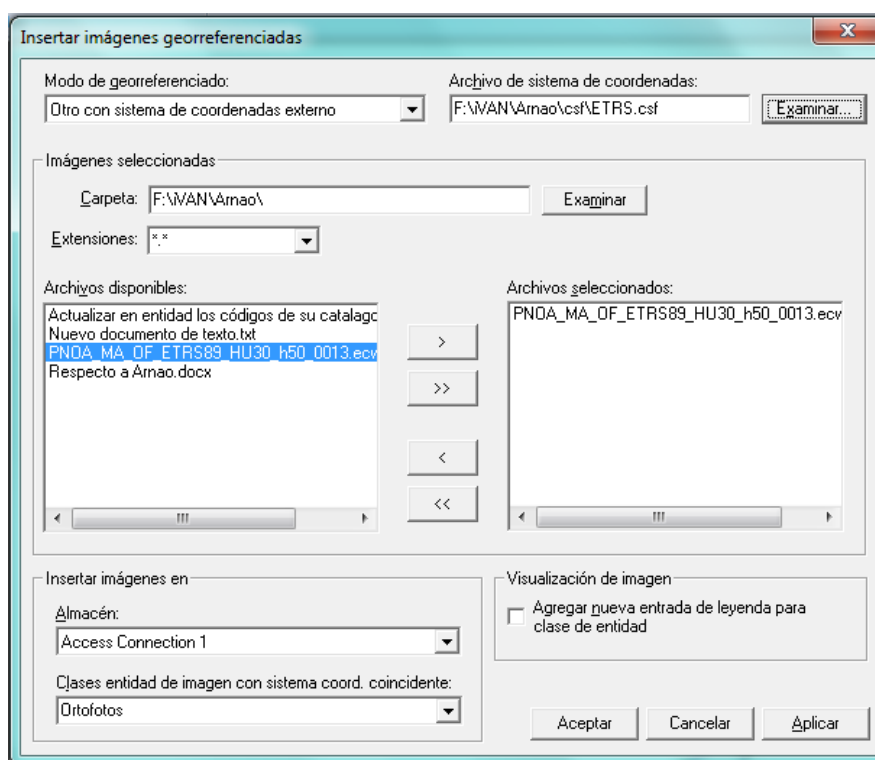 Insertar imágenes georreferenciadas
Modo de georreferenciado:
Archivo de sistema de coordenadas:
Otro con sistema de coordenadas externo
F:\iVAN\Arnao\csf\ETRS.csf
Examinar...
Imágenes seleccionadas
Carpeta:
F:\iVAN\Arnao\
Examinar
Extensiones:
*.*
Archivos disponibles:
Archivos seleccionados:
Actualizar en entidad los códigos de su catalago
Nuevo documento de texto.txt
PNOA_MA_OF_ETRS89_HU30_h50_0013.ecw
Respecto a Arnao.docx
PNOA_MA_OF_ETRS89_HU30_h50_0013.ecw
>
>>
<
<<
Insertar imágenes en
Almacén:
Access Connection 1
Clases entidad de imagen con sistema coord. coincidente:
Ortofotos
Visualización de imagen
Agregar nueva entrada de leyenda para
clase de entidad
Aceptar
Cancelar
Aplicar